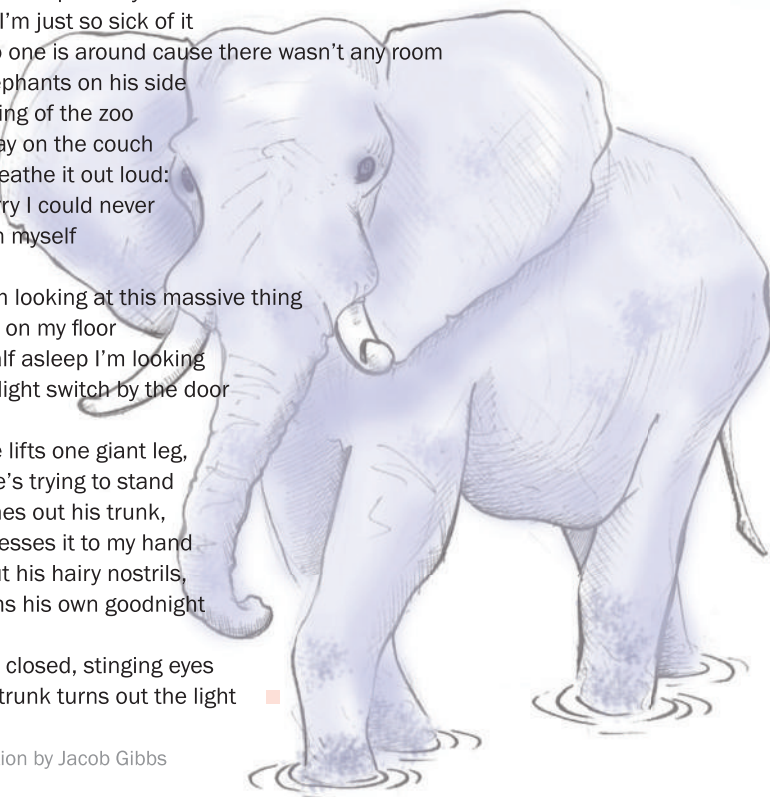 I’m just so sick of it
o one is around cause there wasn’t any room
ephants on his side
ing of the zoo
ay on the couch
eathe it out loud:
rry I could never
n myself
n looking at this massive thing
on my floor
alf asleep I’m looking
light switch by the door
e lifts one giant leg,
e’s trying to stand
hes out his trunk,
esses it to my hand
ut his hairy nostrils,
ns his own goodnight
closed, stinging eyes
trunk turns out the light
ion by Jacob Gibbs